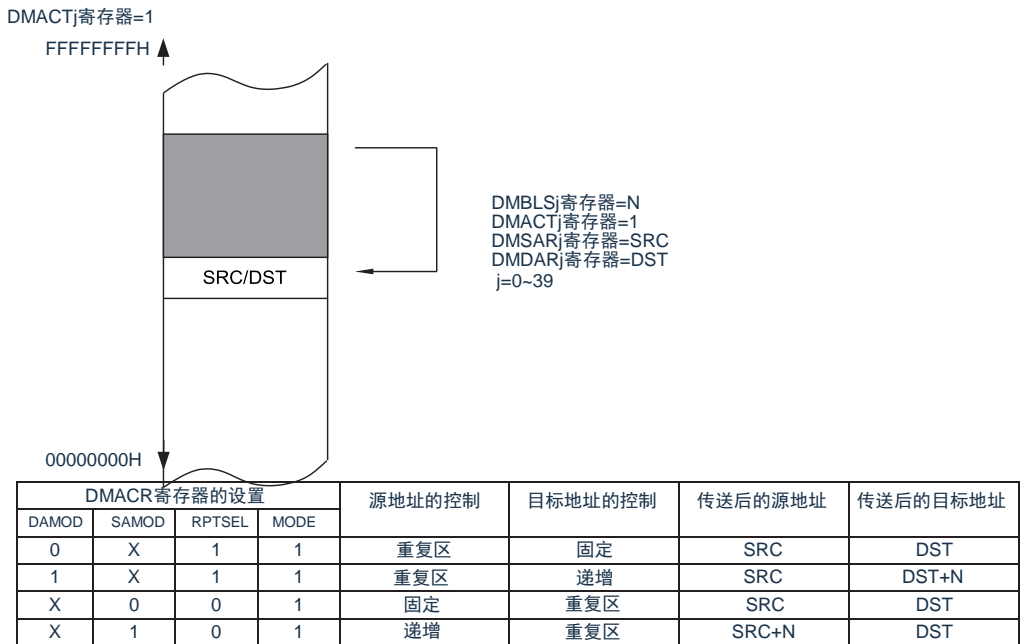 DMACTj寄存器=1
FFFFFFFFH
SRC/DST
DMBLSj寄存器=N
DMACTj寄存器=1
DMSARj寄存器=SRC
DMDARj寄存器=DST
j=0~39
00000000H
DMACR寄存器的设置 源地址的控制 目标地址的控制 传送后的源地址 传送后的目标地址
DAMOD SAMOD RPTSEL MODE
0 X 1 1 重复区 固定 SRC DST
1 X 1 1 重复区 递增 SRC DST+N
X 0 0 1 固定 重复区 SRC DST
X 1 0 1 递增 重复区 SRC+N DST